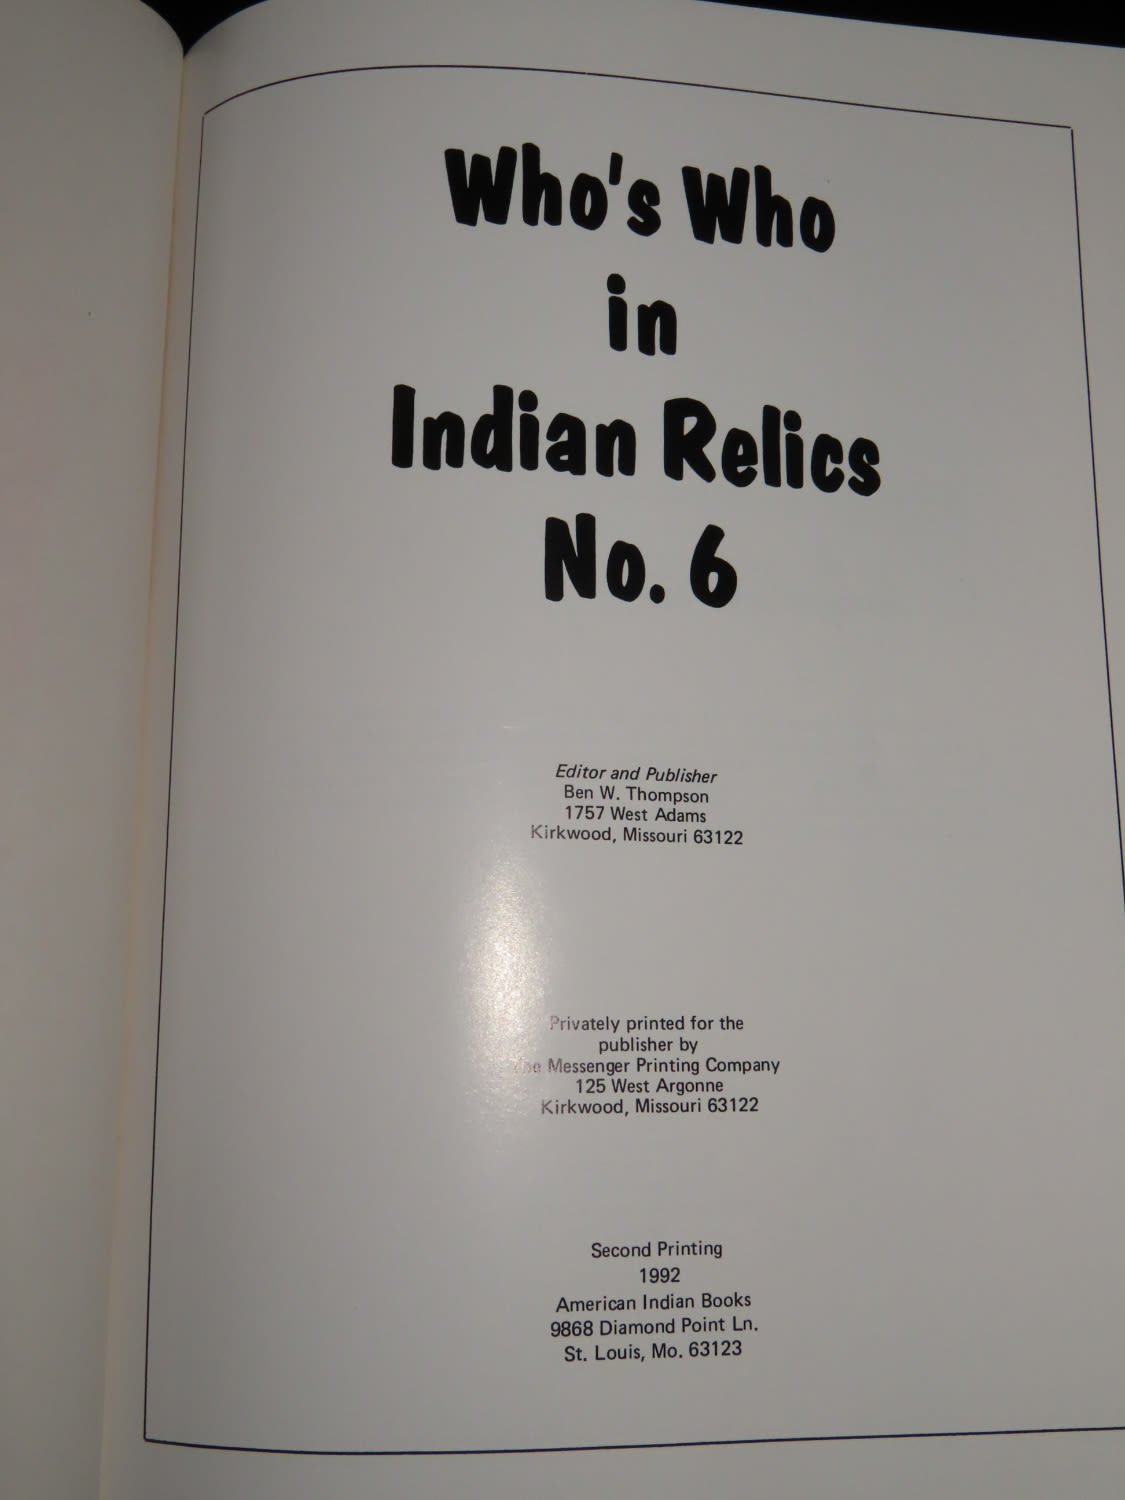 Who's Who
in
Indian Relics
No. 6
Editor and Publisher
Ben W. Thompson
1757 West Adams
Kirkwood, Missouri 63122
Privately printed for the
publisher by
The Messenger Printing Company
125 West Argonne
Kirkwood, Missouri 63122
Second Printing
1992
American Indian Books
9868 Diamond Point Ln.
St. Louis, Mo. 63123